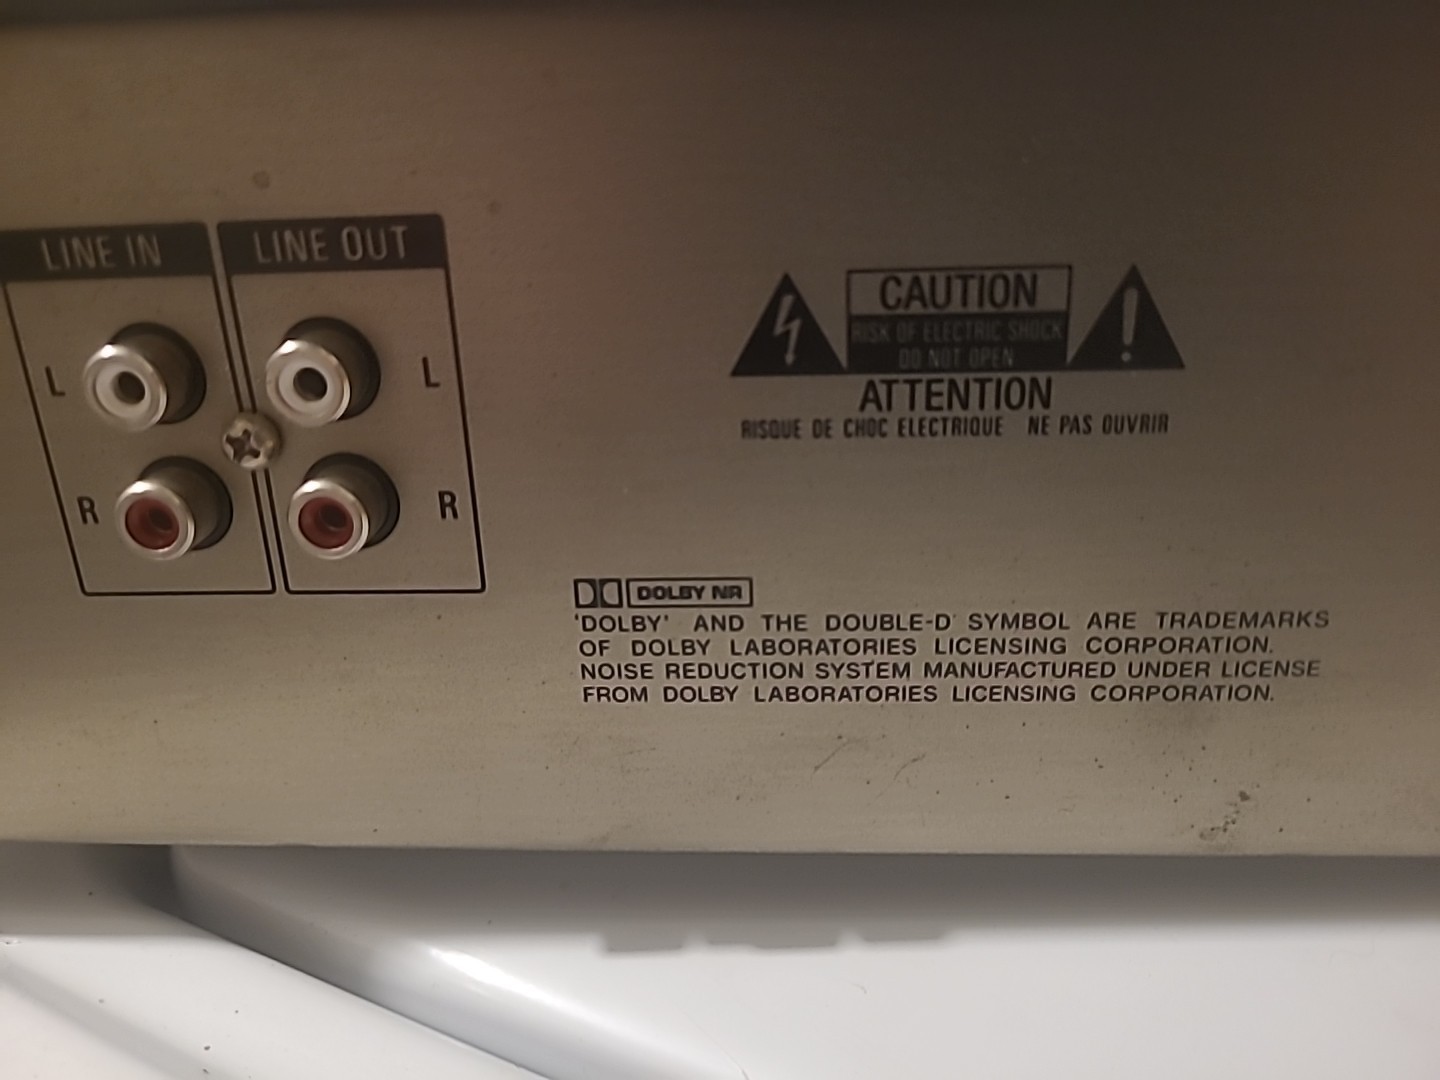 LINE IN
LINE OUT
L
L
R
R
CAUTION
RISK OF ELECTRIC SHOCK
DO NOT OPEN
ATTENTION
RISQUE DE CHOC ELECTRIQUE NE PAS OUVRIR
DOLBY NR
'DOLBY' AND THE DOUBLE-D SYMBOL ARE TRADEMARKS
OF DOLBY LABORATORIES LICENSING CORPORATION.
NOISE REDUCTION SYSTEM MANUFACTURED UNDER LICENSE
FROM DOLBY LABORATORIES LICENSING CORPORATION.